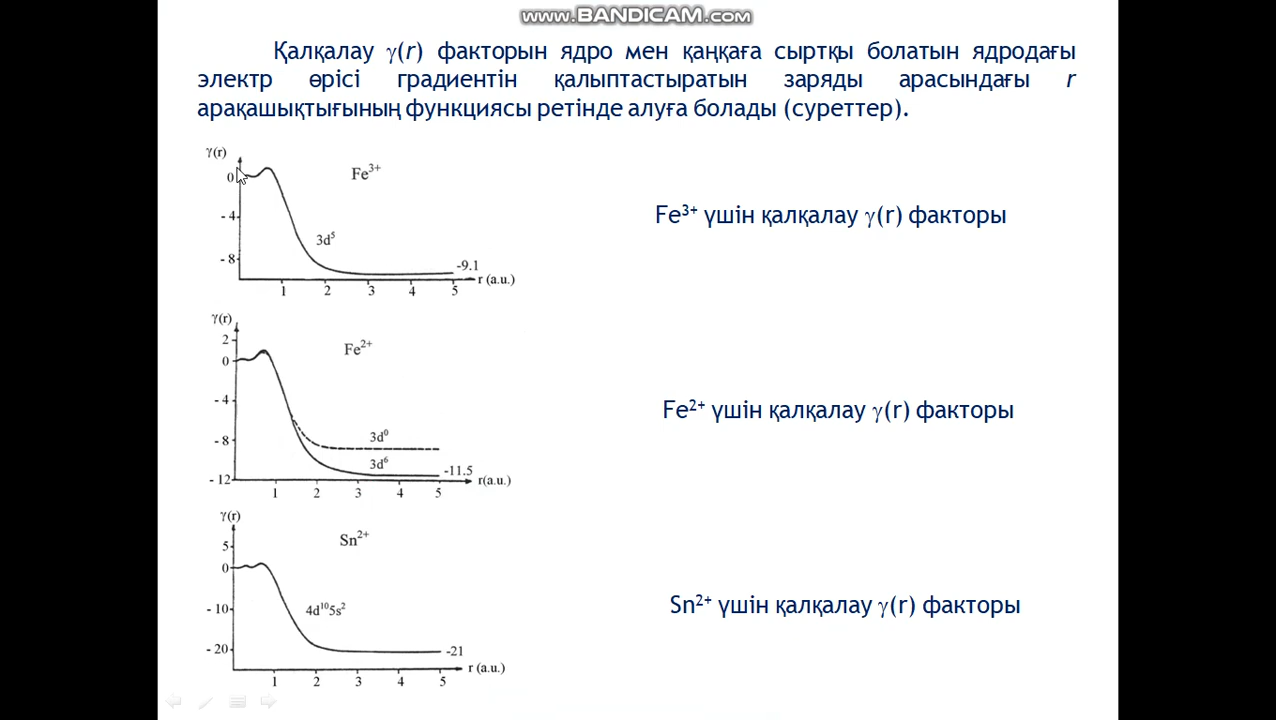 www.BANDICAM.com
Қалқалау γ(r) факторын ядро мен қаңқаға сыртқы болатын ядродағы
электр өрісі градиентін қалыптастыратын заряды арасындағы r
арақашықтығының функциясы ретінде алуға болады (суреттер).
γ(r)
Fe³⁺
0
- 4
- 8
3d⁵
-9.1
r (a.u.)
1 2 3 4 5
Fe³⁺ үшін қалқалау γ(r) факторы
γ(r)
2
Fe²⁺
0
- 4
- 8
- 12
3d⁰
3d⁶
-11.5
r(a.u.)
1 2 3 4 5
Fe²⁺ үшін қалқалау γ(r) факторы
γ(r)
Sn²⁺
5
0
- 10
- 20
4d¹⁰5s²
-21
r (a.u.)
1 2 3 4 5
Sn²⁺ үшін қалқалау γ(r) факторы